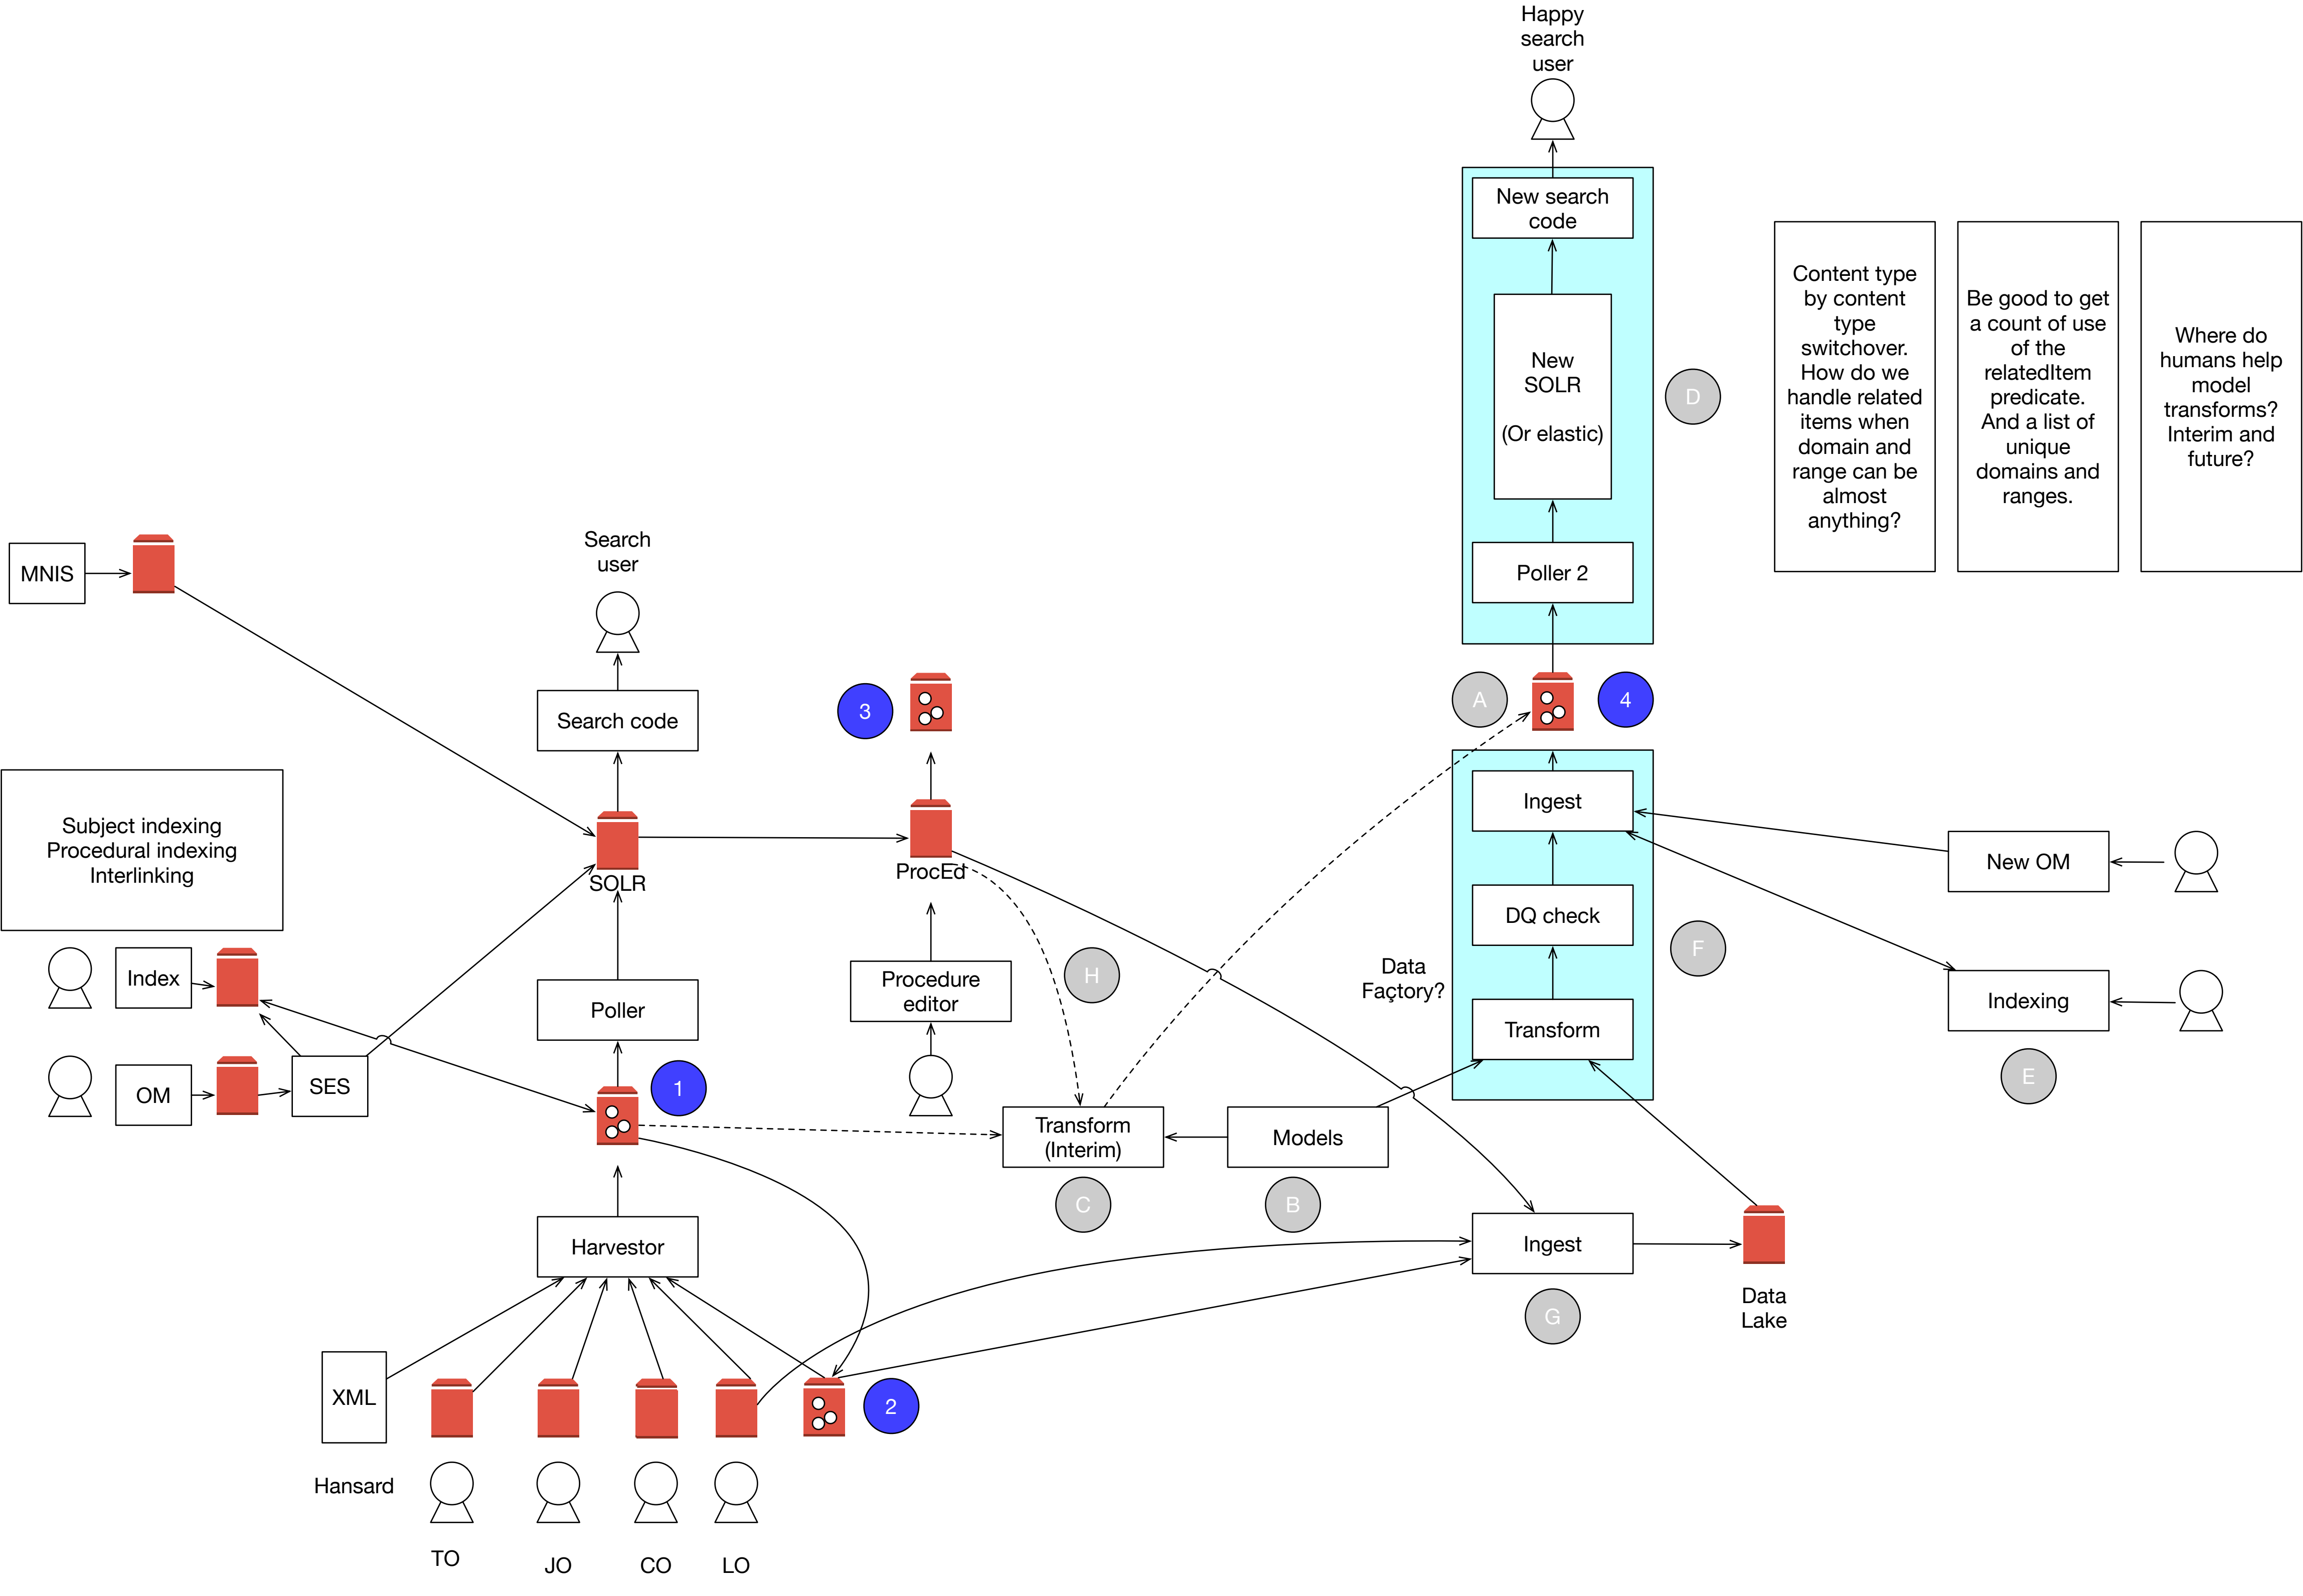 Happy
search
user
New search
code
New
SOLR
(Or elastic)
D
Poller 2
Content type
by content
type
switchover.
How do we
handle related
items when
domain and
range can be
almost
anything?
Be good to get
a count of use
of the
relatedItem
predicate.
And a list of
unique
domains and
ranges.
Where do
humans help
model
transforms?
Interim and
future?
MNIS
Search
user
Search code
3
A
4
Subject indexing
Procedural indexing
Interlinking
SOLR
ProcEd
Ingest
New OM
DQ check
F
Data
Façtory?
Index
Poller
Procedure
editor
H
Transform
Indexing
E
OM
SES
1
Transform
(Interim)
Models
C
B
Harvestor
Ingest
G
Data
Lake
XML
2
Hansard
TO
JO
CO
LO